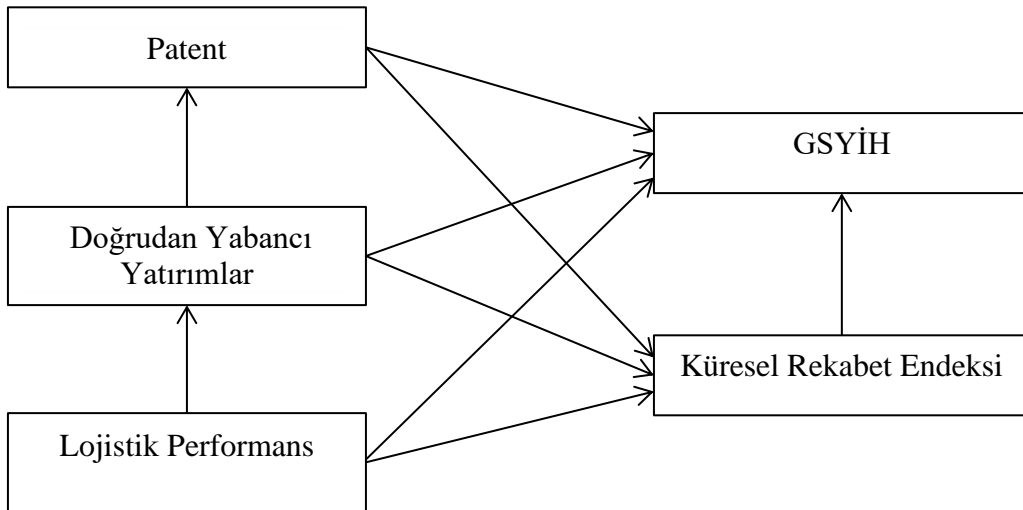 Patent
GSYİH
Doğrudan Yabancı
Yatırımlar
Küresel Rekabet Endeksi
Lojistik Performans